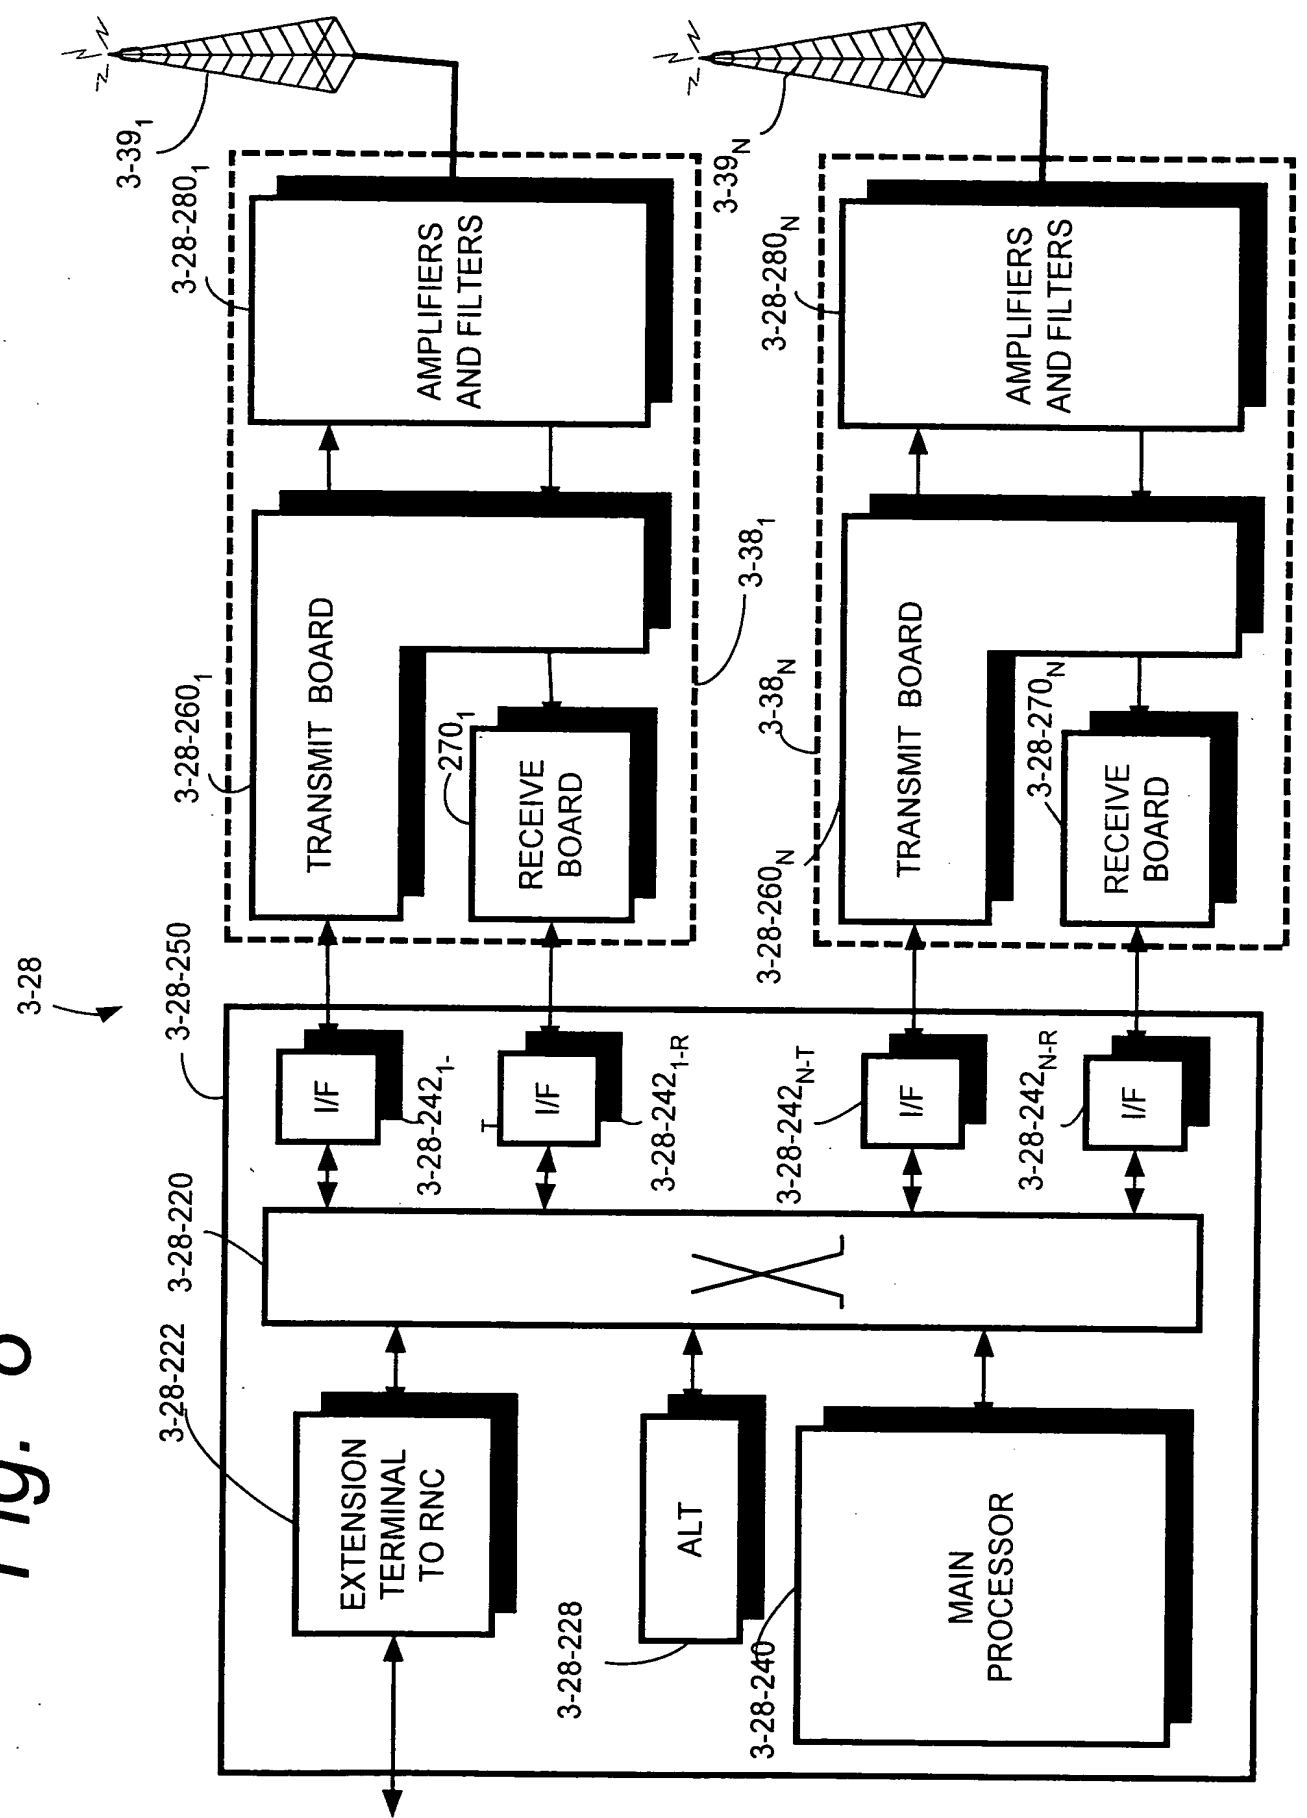 Fig. 8
3-28
3-28-250
3-28-222
EXTENSION
TERMINAL
TO RNC
3-28-228
ALT
3-28-240
MAIN
PROCESSOR
3-28-220
I/F
3-28-242₁₋
T
I/F
3-28-242₁₋R
I/F
3-28-242N-T
I/F
3-28-242N-R
3-28-260₁
TRANSMIT BOARD
270₁
RECEIVE
BOARD
3-28-280₁
AMPLIFIERS
AND FILTERS
3-39₁
3-38₁
3-28-260N
TRANSMIT BOARD
3-38N
3-28-270N
RECEIVE
BOARD
3-28-280N
AMPLIFIERS
AND FILTERS
3-39N